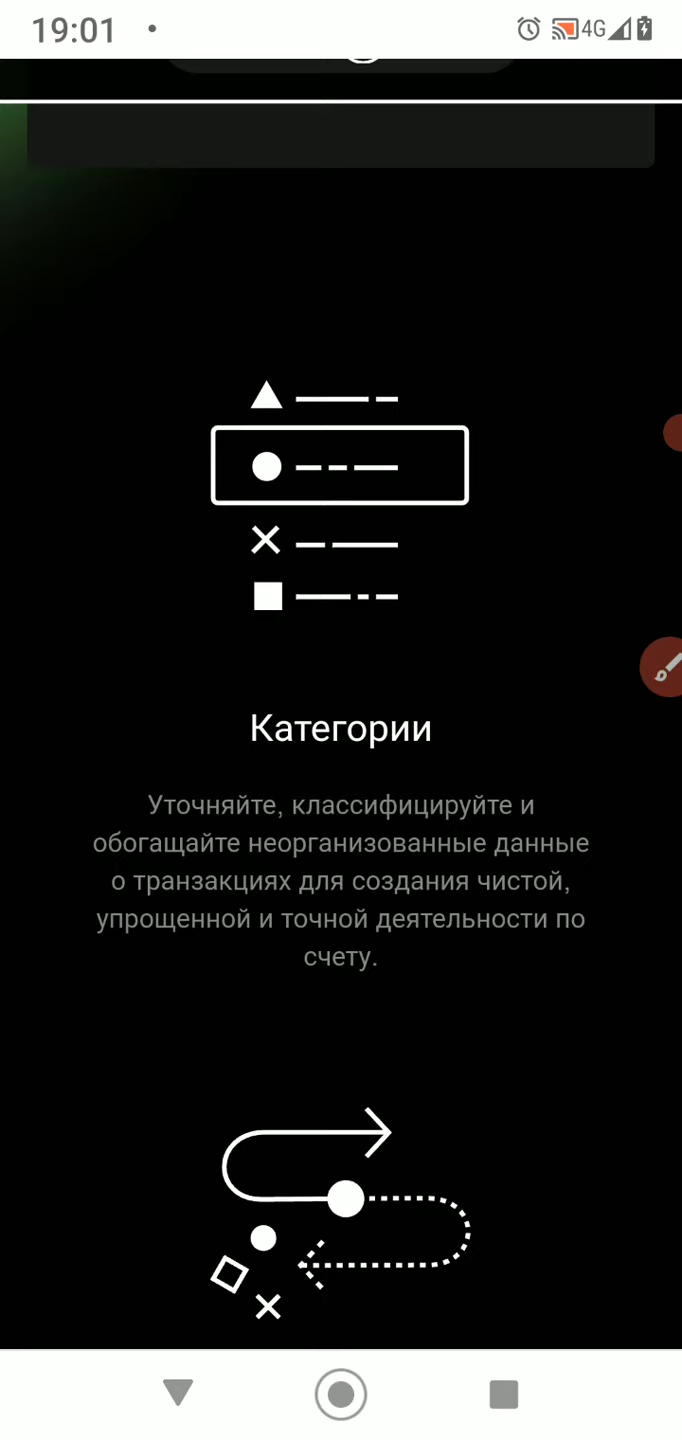 19:01
4G
Категории
Уточняйте, классифицируйте и
обогащайте неорганизованные данные
о транзакциях для создания чистой,
упрощенной и точной деятельности по
счету.